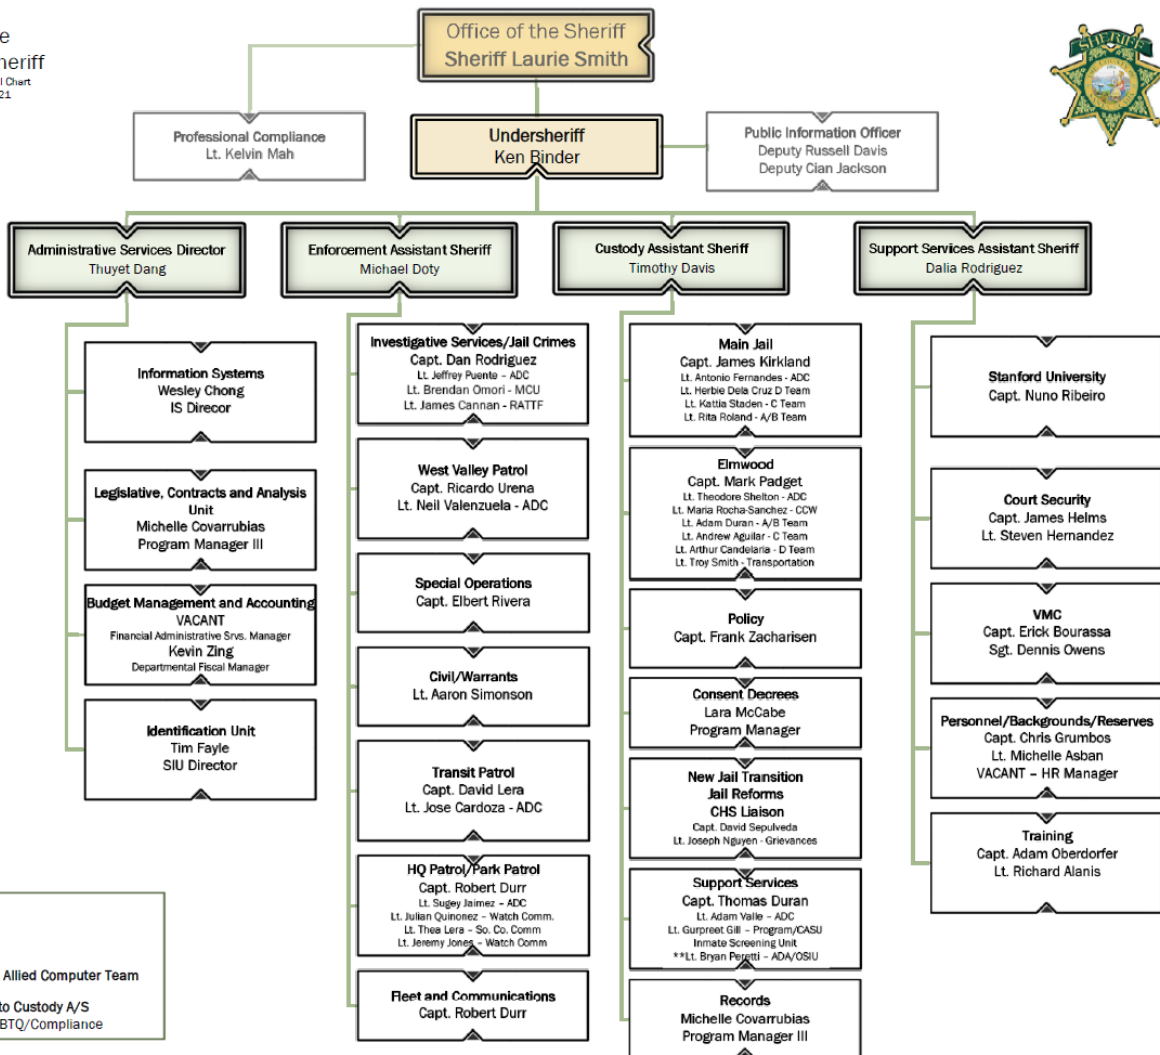 Office of the Sheriff
Sheriff Laurie Smith
e
heriff
l Chart
21
SHERIFF
Professional Compliance
Lt. Kelvin Mah
Undersheriff
Ken Binder
Public Information Officer
Deputy Russell Davis
Deputy Cian Jackson
Administrative Services Director
Thuyet Dang
Enforcement Assistant Sheriff
Michael Doty
Custody Assistant Sheriff
Timothy Davis
Support Services Assistant Sheriff
Dalia Rodriguez
Information Systems
Wesley Chong
IS Direcor
Legislative, Contracts and Analysis
Unit
Michelle Covarrubias
Program Manager III
Budget Management and Accounting
VACANT
Financial Administrative Srvs. Manager
Kevin Zing
Departmental Fiscal Manager
Identification Unit
Tim Fayle
SIU Director
Investigative Services/Jail Crimes
Capt. Dan Rodriguez
Lt. Jeffrey Puente – ADC
Lt. Brendan Omori - MCU
Lt. James Cannan - RATTF
West Valley Patrol
Capt. Ricardo Urena
Lt. Neil Valenzuela - ADC
Special Operations
Capt. Elbert Rivera
Civil/Warrants
Lt. Aaron Simonson
Transit Patrol
Capt. David Lera
Lt. Jose Cardoza - ADC
HQ Patrol/Park Patrol
Capt. Robert Durr
Lt. Sugey Jaimez – ADC
Lt. Julian Quinonez – Watch Comm.
Lt. Thea Lera – So. Co. Comm
Lt. Jeremy Jones – Watch Comm
Fleet and Communications
Capt. Robert Durr
Main Jail
Capt. James Kirkland
Lt. Antonio Fernandes - ADC
Lt. Herbie Dela Cruz D Team
Lt. Kattia Staden - C Team
Lt. Rita Roland - A/B Team
Elmwood
Capt. Mark Padget
Lt. Theodore Shelton - ADC
Lt. Maria Rocha-Sanchez - CCW
Lt. Adam Duran - A/B Team
Lt. Andrew Aguilar - C Team
Lt. Arthur Candelaria - D Team
Lt. Troy Smith - Transportation
Policy
Capt. Frank Zacharisen
Consent Decrees
Lara McCabe
Program Manager
New Jail Transition
Jail Reforms
CHS Liaison
Capt. David Sepulveda
Lt. Joseph Nguyen - Grievances
Support Services
Capt. Thomas Duran
Lt. Adam Valle – ADC
Lt. Gurpreet Gill – Program/CASU
Inmate Screening Unit
**Lt. Bryan Peretti – ADA/OSIU
Records
Michelle Covarrubias
Program Manager III
Stanford University
Capt. Nuno Ribeiro
Court Security
Capt. James Helms
Lt. Steven Hernandez
VMC
Capt. Erick Bourassa
Sgt. Dennis Owens
Personnel/Backgrounds/Reserves
Capt. Chris Grumbos
Lt. Michelle Asban
VACANT – HR Manager
Training
Capt. Adam Oberdorfer
Lt. Richard Alanis
Allied Computer Team
to Custody A/S
BTQ/Compliance